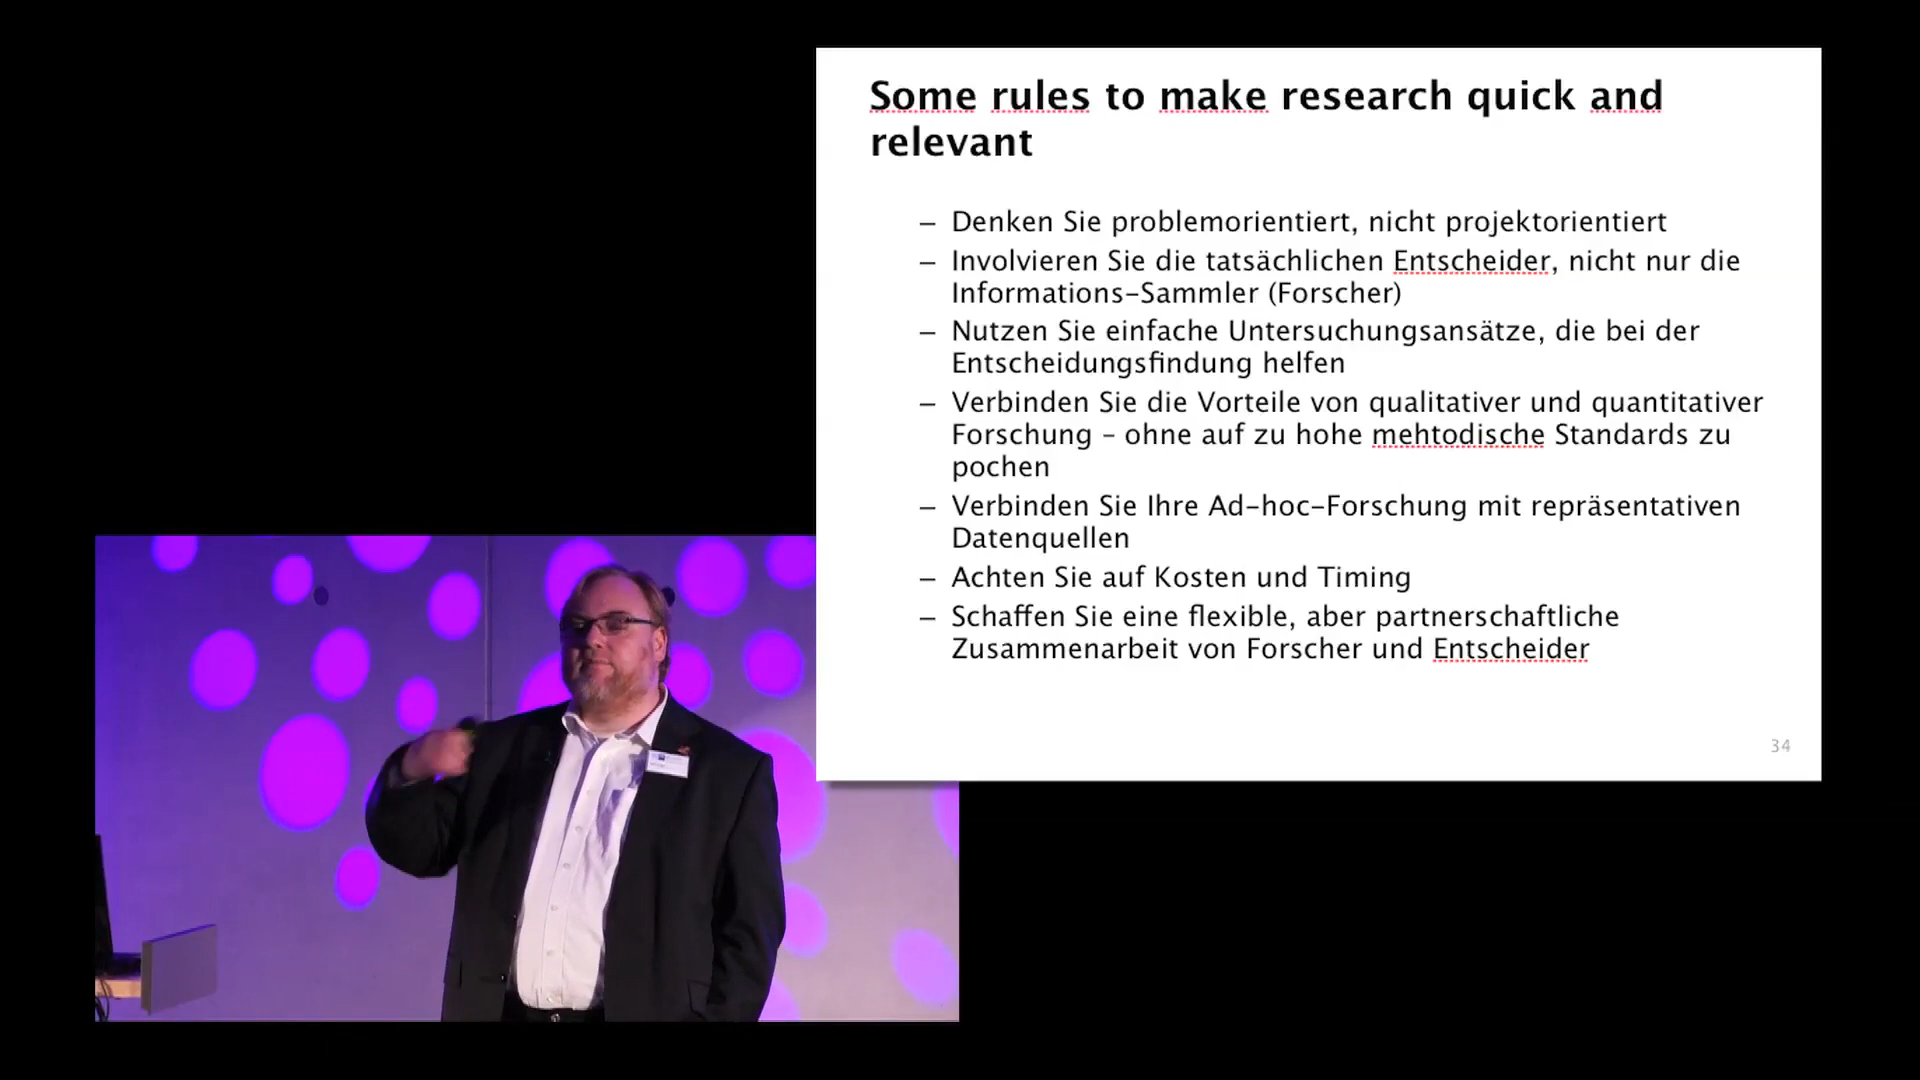 Some rules to make research quick and
relevant
– Denken Sie problemorientiert, nicht projektorientiert
– Involvieren Sie die tatsächlichen Entscheider, nicht nur die
Informations-Sammler (Forscher)
– Nutzen Sie einfache Untersuchungsansätze, die bei der
Entscheidungsfindung helfen
– Verbinden Sie die Vorteile von qualitativer und quantitativer
Forschung – ohne auf zu hohe mehtodische Standards zu
pochen
– Verbinden Sie Ihre Ad-hoc-Forschung mit repräsentativen
Datenquellen
– Achten Sie auf Kosten und Timing
– Schaffen Sie eine flexible, aber partnerschaftliche
Zusammenarbeit von Forscher und Entscheider
34